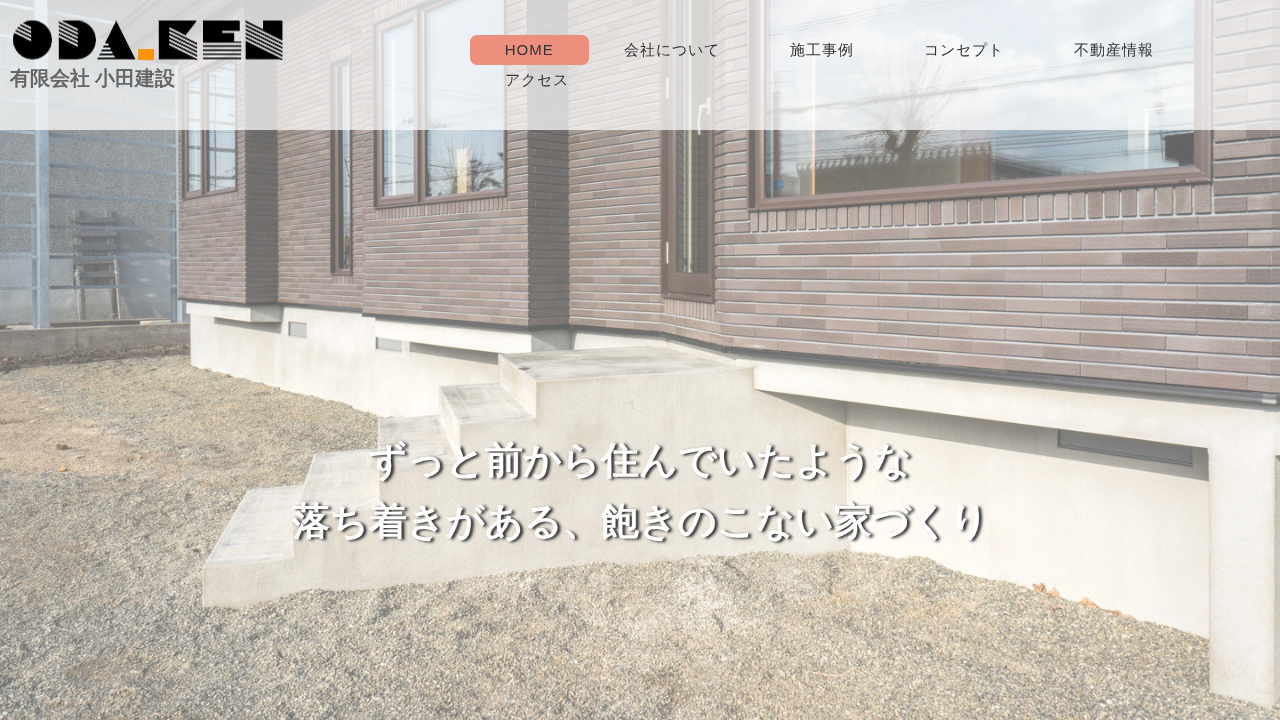 ODA.KEN
有限会社 小田建設
HOME 会社について 施工事例 コンセプト 不動産情報
アクセス
ずっと前から住んでいたような
落ち着きがある、飽きのこない家づくり